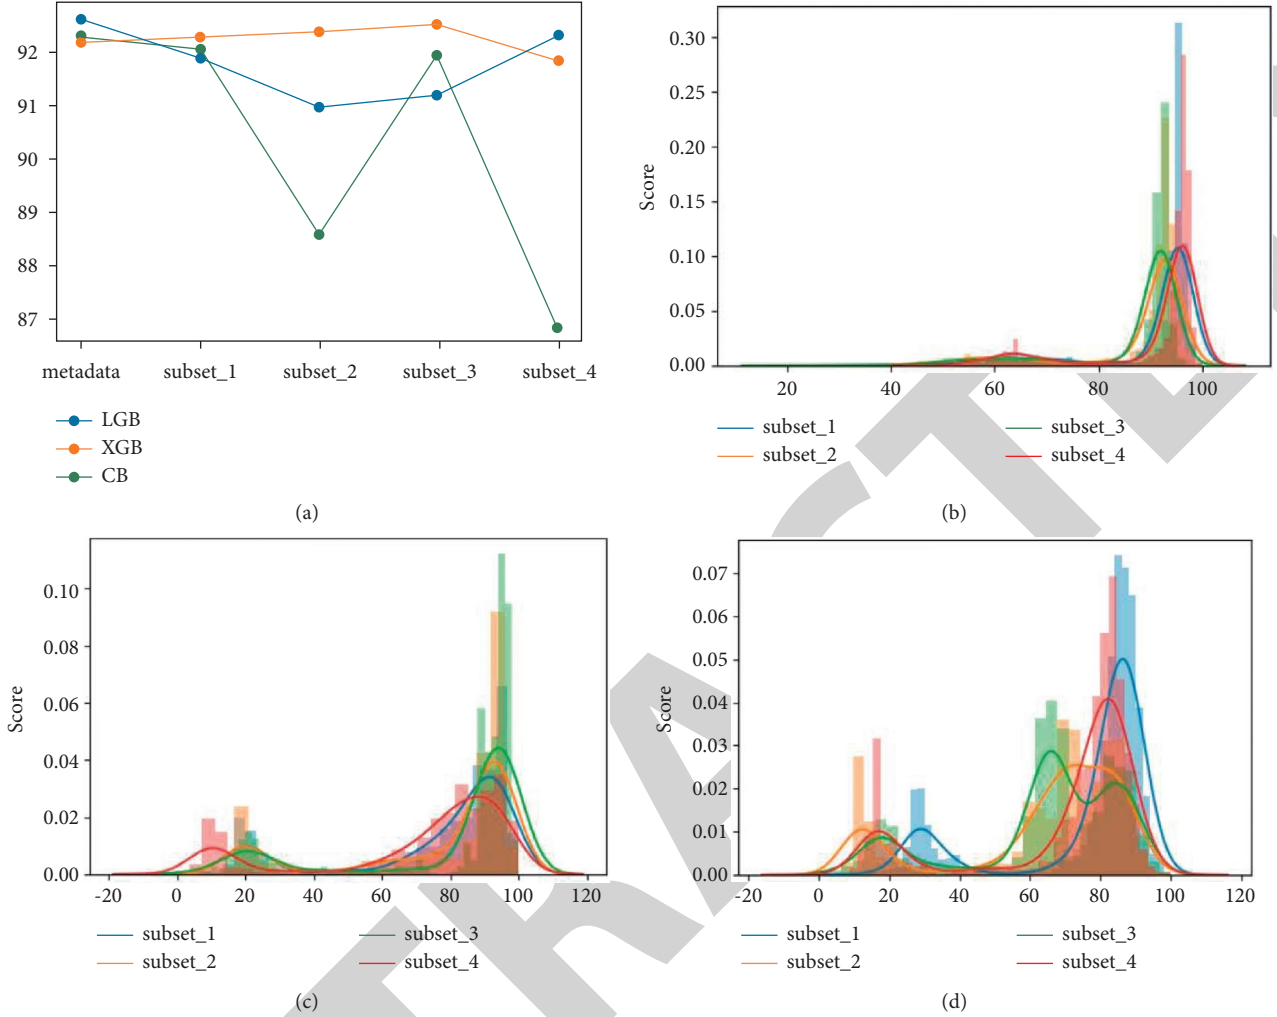 92
91
90
89
88
87
metadata subset_1 subset_2 subset_3 subset_4
LGB
XGB
CB
(a)
Score
0.30
0.25
0.20
0.15
0.10
0.05
0.00
20 40 60 80 100
subset_1 subset_3
subset_2 subset_4
(b)
Score
0.10
0.08
0.06
0.04
0.02
0.00
-20 0 20 40 60 80 100 120
subset_1 subset_3
subset_2 subset_4
(c)
Score
0.07
0.06
0.05
0.04
0.03
0.02
0.01
0.00
-20 0 20 40 60 80 100 120
subset_1 subset_3
subset_2 subset_4
(d)